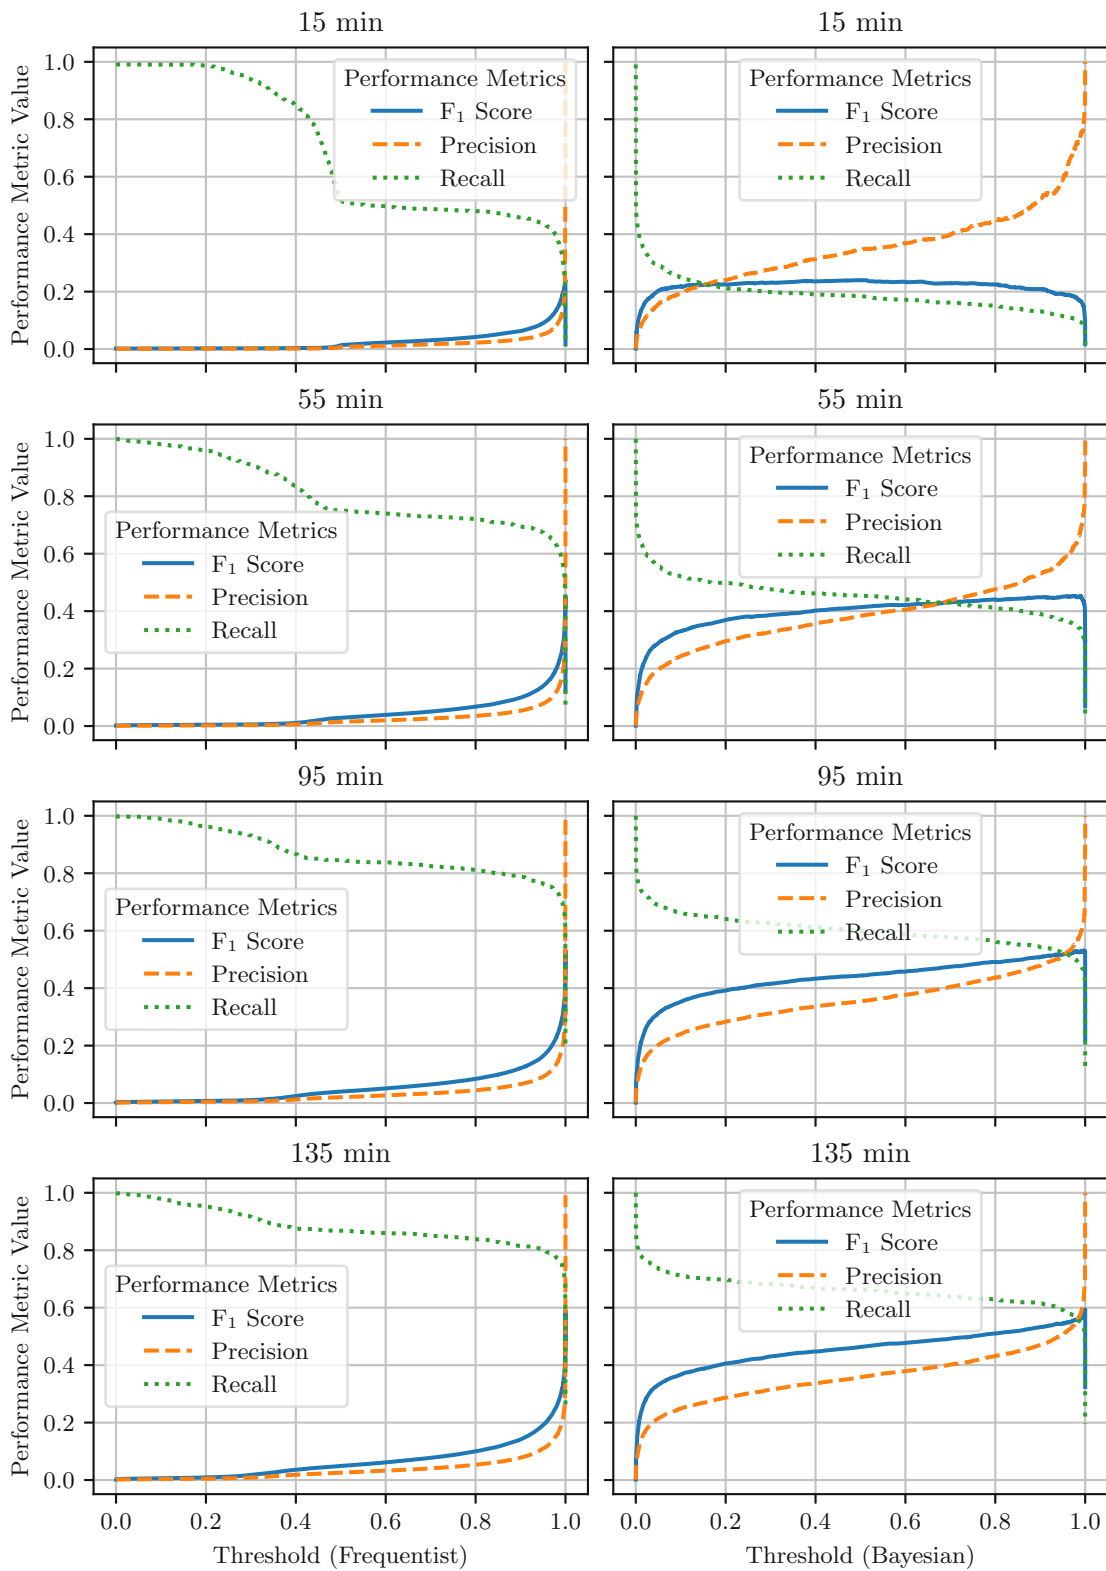 15 min
15 min
Performance Metric Value
1.0
0.8
0.6
0.4
0.2
0.0
Performance Metrics
F₁ Score
Precision
Recall
Performance Metrics
F₁ Score
Precision
Recall
55 min
55 min
Performance Metric Value
1.0
0.8
0.6
0.4
0.2
0.0
Performance Metrics
F₁ Score
Precision
Recall
Performance Metrics
F₁ Score
Precision
Recall
95 min
95 min
Performance Metric Value
1.0
0.8
0.6
0.4
0.2
0.0
Performance Metrics
F₁ Score
Precision
Recall
Performance Metrics
F₁ Score
Precision
Recall
135 min
135 min
Performance Metric Value
1.0
0.8
0.6
0.4
0.2
0.0
Performance Metrics
F₁ Score
Precision
Recall
Performance Metrics
F₁ Score
Precision
Recall
0.0 0.2 0.4 0.6 0.8 1.0
0.0 0.2 0.4 0.6 0.8 1.0
Threshold (Frequentist)
Threshold (Bayesian)